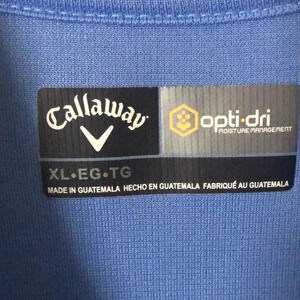 Callaway
opti·dri
MOISTURE MANAGEMENT
XL•EG•TG
MADE IN GUATEMALA HECHO EN GUATEMALA FABRIQUÉ AU GUATEMALA